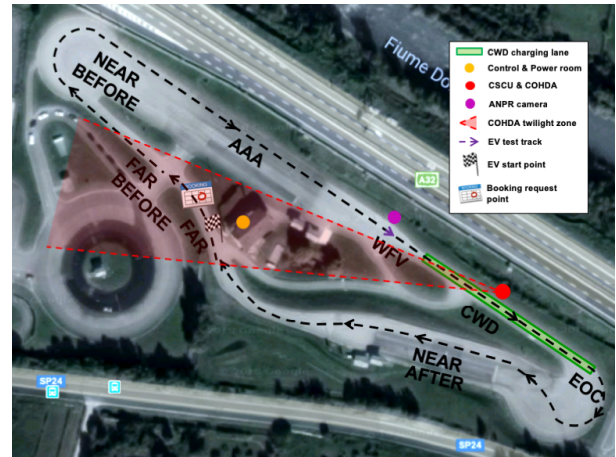 Fiume Do
CWD charging lane
Control & Power room
CSCU & COHDA
ANPR camera
COHDA twilight zone
EV test track
EV start point
Booking request
point
A32
NEAR
BEFORE
AAA
FAR
BEFORE
BOOKING
FAR
WFV
CWD
NEAR
AFTER
EOC
SP24
SP24